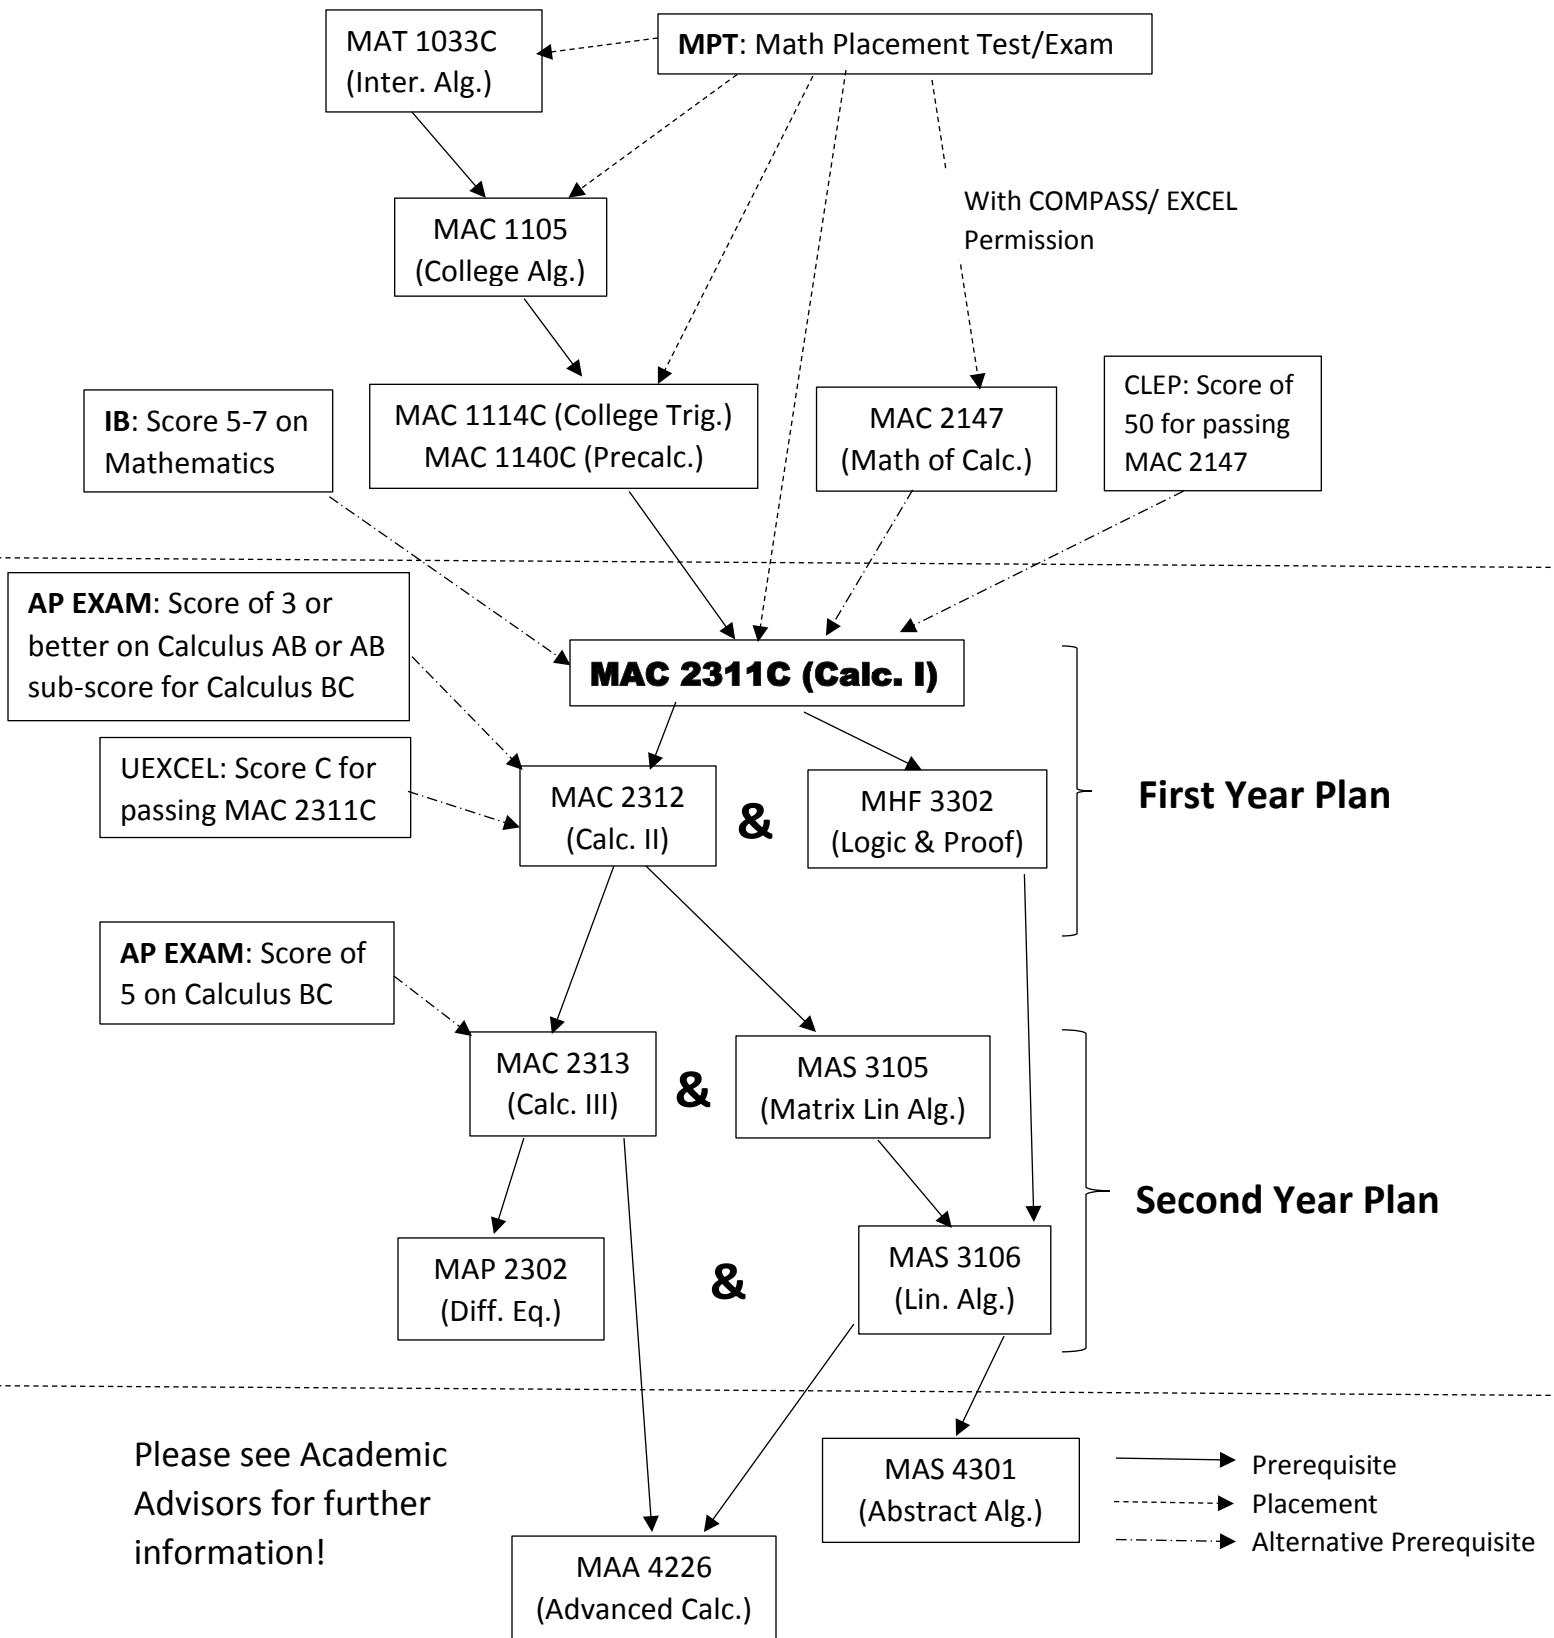 MAT 1033C
(Inter. Alg.)
MPT: Math Placement Test/Exam
MAC 1105
(College Alg.)
With COMPASS/ EXCEL
Permission
IB: Score 5-7 on
Mathematics
MAC 1114C (College Trig.)
MAC 1140C (Precalc.)
MAC 2147
(Math of Calc.)
CLEP: Score of
50 for passing
MAC 2147
AP EXAM: Score of 3 or
better on Calculus AB or AB
sub-score for Calculus BC
MAC 2311C (Calc. I)
UEXCEL: Score C for
passing MAC 2311C
MAC 2312
(Calc. II)
&
MHF 3302
(Logic & Proof)
First Year Plan
AP EXAM: Score of
5 on Calculus BC
MAC 2313
(Calc. III)
&
MAS 3105
(Matrix Lin Alg.)
Second Year Plan
MAP 2302
(Diff. Eq.)
&
MAS 3106
(Lin. Alg.)
Please see Academic
Advisors for further
information!
MAS 4301
(Abstract Alg.)
Prerequisite
Placement
Alternative Prerequisite
MAA 4226
(Advanced Calc.)